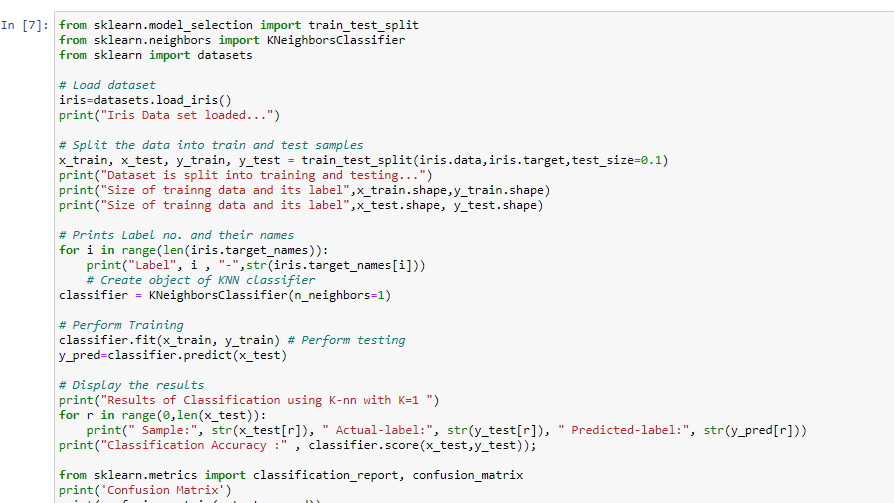 In [7]: from sklearn.model_selection import train_test_split
from sklearn.neighbors import KNeighborsClassifier
from sklearn import datasets
# Load dataset
iris=datasets.load_iris()
print("Iris Data set loaded...")
# Split the data into train and test samples
x_train, x_test, y_train, y_test = train_test_split(iris.data,iris.target,test_size=0.1)
print("Dataset is split into training and testing...")
print("Size of trainng data and its label",x_train.shape,y_train.shape)
print("Size of trainng data and its label",x_test.shape, y_test.shape)
# Prints Label no. and their names
for i in range(len(iris.target_names)):
    print("Label", i , "-",str(iris.target_names[i]))
    # Create object of KNN classifier
classifier = KNeighborsClassifier(n_neighbors=1)
# Perform Training
classifier.fit(x_train, y_train) # Perform testing
y_pred=classifier.predict(x_test)
# Display the results
print("Results of Classification using K-nn with K=1 ")
for r in range(0,len(x_test)):
    print(" Sample:", str(x_test[r]), " Actual-label:", str(y_test[r]), " Predicted-label:", str(y_pred[r]))
print("Classification Accuracy :" , classifier.score(x_test,y_test));
from sklearn.metrics import classification_report, confusion_matrix
print('Confusion Matrix')